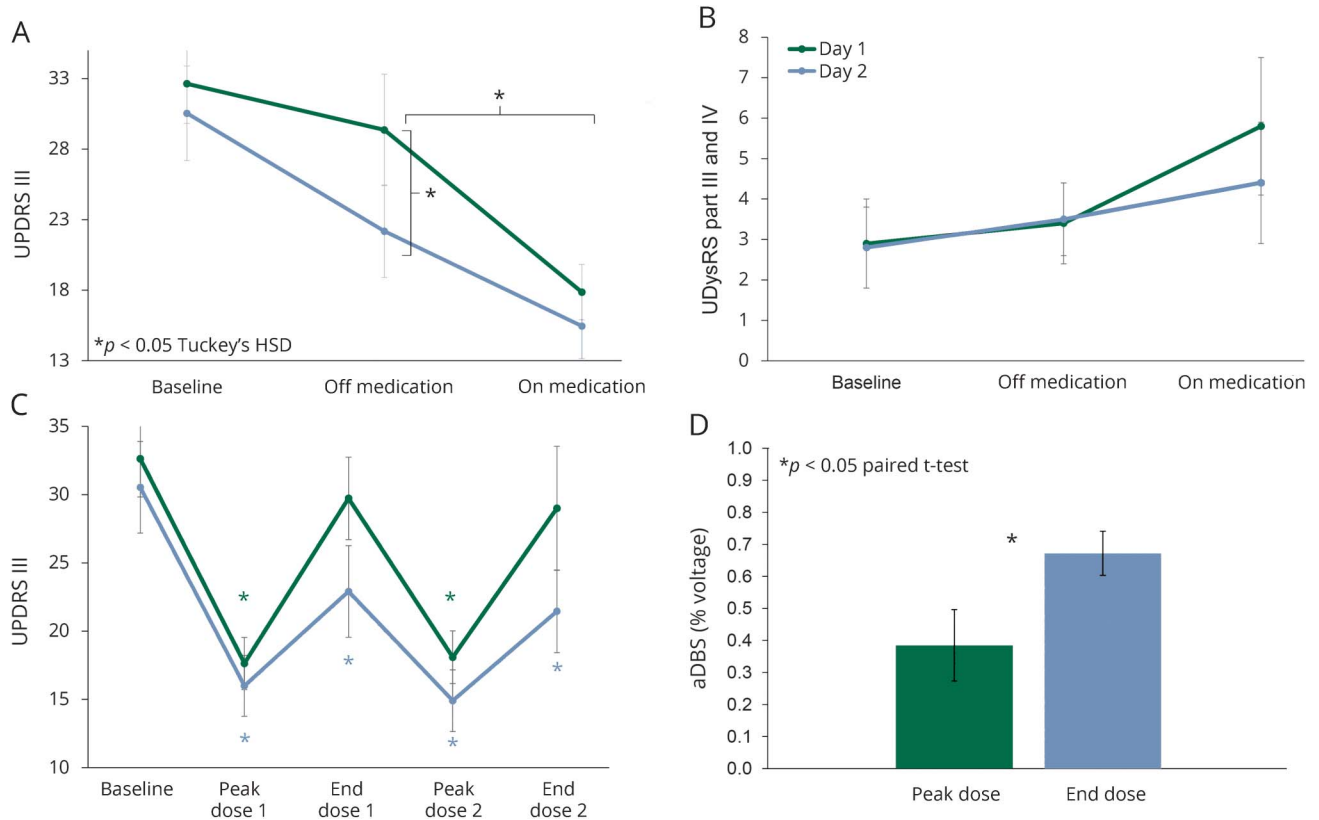 A
UPDRS III
33
28
23
18
13
*
*
*p < 0.05 Tuckey's HSD
Baseline
Off medication
On medication
B
UDysRS part III and IV
8
7
6
5
4
3
2
1
0
Day 1
Day 2
Baseline
Off medication
On medication
C
UPDRS III
35
30
25
20
15
10
*
*
*
*
*
*
Baseline
Peak
dose 1
End
dose 1
Peak
dose 2
End
dose 2
D
aDBS (% voltage)
1.0
0.9
0.8
0.7
0.6
0.5
0.4
0.3
0.2
0.1
0.0
*p < 0.05 paired t-test
*
Peak dose
End dose